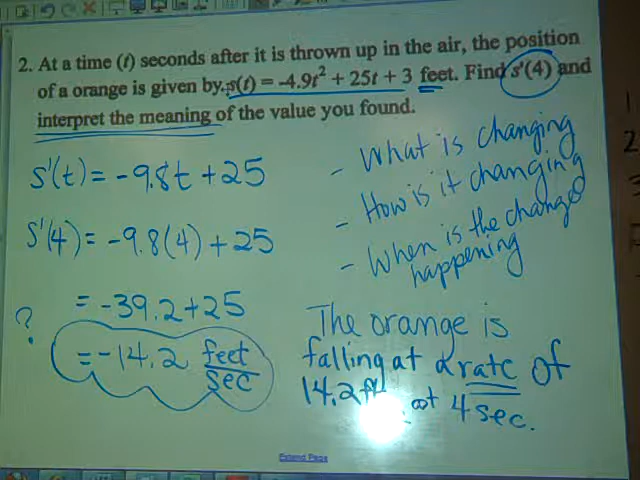 2. At a time (t) seconds after it is thrown up in the air, the position
of a orange is given by s(t) = -4.9t² + 25t + 3 feet. Find s'(4) and
interpret the meaning of the value you found.
s'(t) = -9.8t + 25
s'(4) = -9.8(4) + 25
= -39.2 + 25
?
= -14.2 feet/sec
- What is changing
- How is it changing
- When is the change
happening
The orange is
falling at a rate of
14.2 ft at 4 sec.
Extend Page